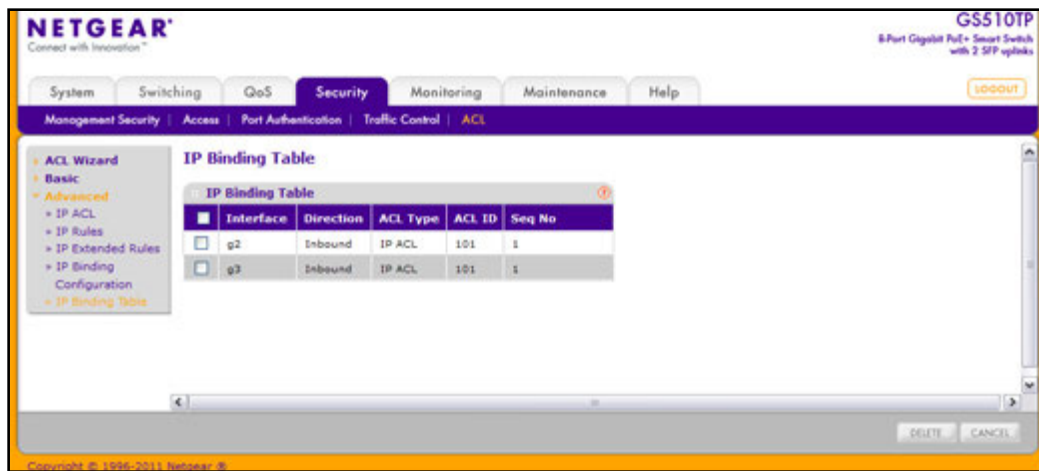 NETGEAR®
Connect with Innovation™
GS510TP
8-Port Gigabit PoE+ Smart Switch
with 2 SFP uplinks
System Switching QoS Security Monitoring Maintenance Help LOGOUT
Management Security | Access | Port Authentication | Traffic Control | ACL
ACL Wizard
Basic
Advanced
» IP ACL
» IP Rules
» IP Extended Rules
» IP Binding
Configuration
» IP Binding Table
IP Binding Table
IP Binding Table
Interface Direction ACL Type ACL ID Seq No
g2 Inbound IP ACL 101 1
g3 Inbound IP ACL 101 1
DELETE CANCEL
Copyright © 1996-2011 Netgear ®